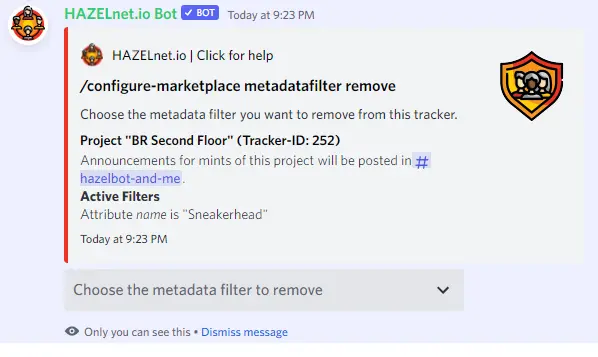 HAZELnet.io Bot ✓ BOT Today at 9:23 PM
HAZELnet.io | Click for help
/configure-marketplace metadatafilter remove
Choose the metadata filter you want to remove from this tracker.
Project "BR Second Floor" (Tracker-ID: 252)
Announcements for mints of this project will be posted in #
hazelbot-and-me.
Active Filters
Attribute name is "Sneakerhead"
Today at 9:23 PM
Choose the metadata filter to remove
Only you can see this • Dismiss message